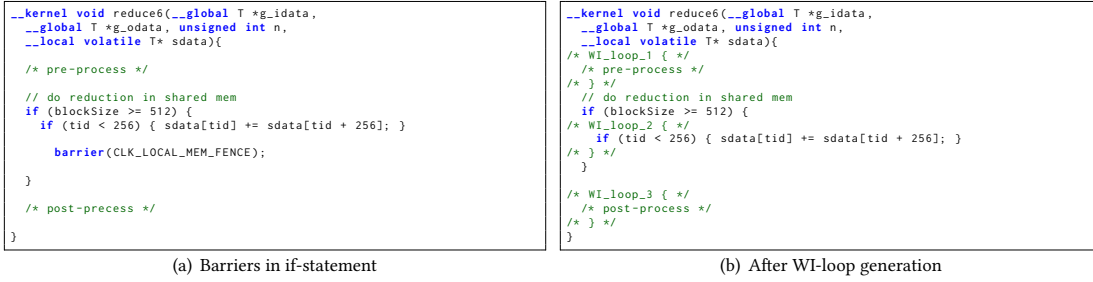 __kernel void reduce6(__global T *g_idata,
__global T *g_odata, unsigned int n,
__local volatile T* sdata){
/* pre-process */
// do reduction in shared mem
if (blockSize >= 512) {
if (tid < 256) { sdata[tid] += sdata[tid + 256]; }
barrier(CLK_LOCAL_MEM_FENCE);
}
/* post-precess */
}
(a) Barriers in if-statement
__kernel void reduce6(__global T *g_idata,
__global T *g_odata, unsigned int n,
__local volatile T* sdata){
/* WI_loop_1 { */
/* pre-process */
/* } */
// do reduction in shared mem
if (blockSize >= 512) {
/* WI_loop_2 { */
if (tid < 256) { sdata[tid] += sdata[tid + 256]; }
/* } */
}
/* WI_loop_3 { */
/* post-process */
/* } */
}
(b) After WI-loop generation